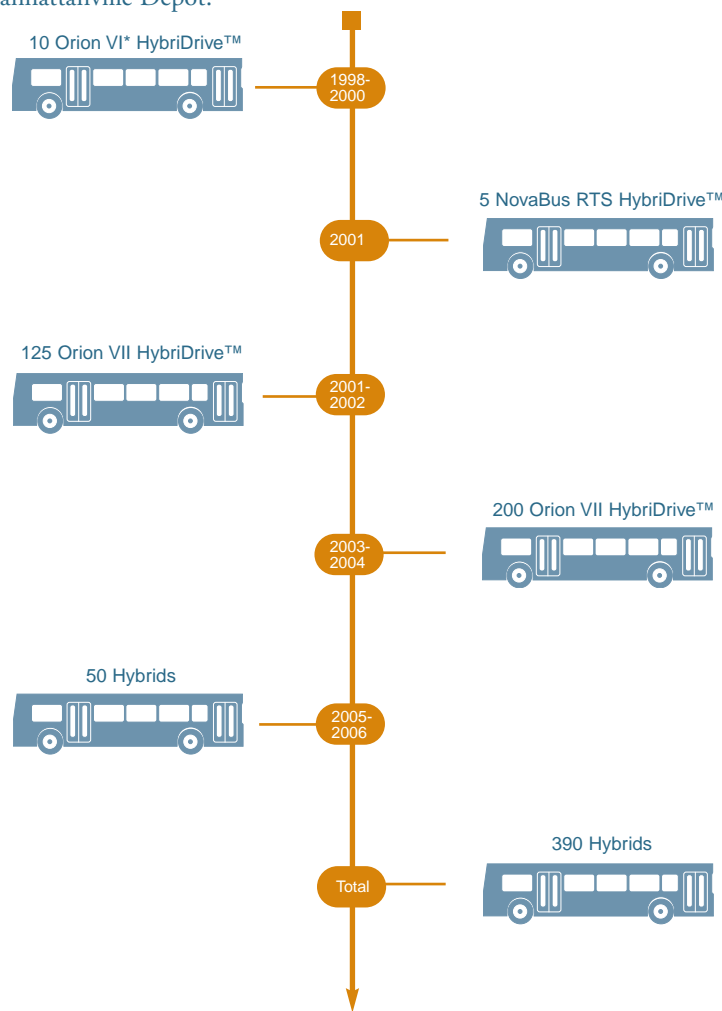 Depot.
10 Orion VI* HybriDrive™
1998-
2000
5 NovaBus RTS HybriDrive™
2001
125 Orion VII HybriDrive™
2001-
2002
200 Orion VII HybriDrive™
2003-
2004
50 Hybrids
2005-
2006
390 Hybrids
Total